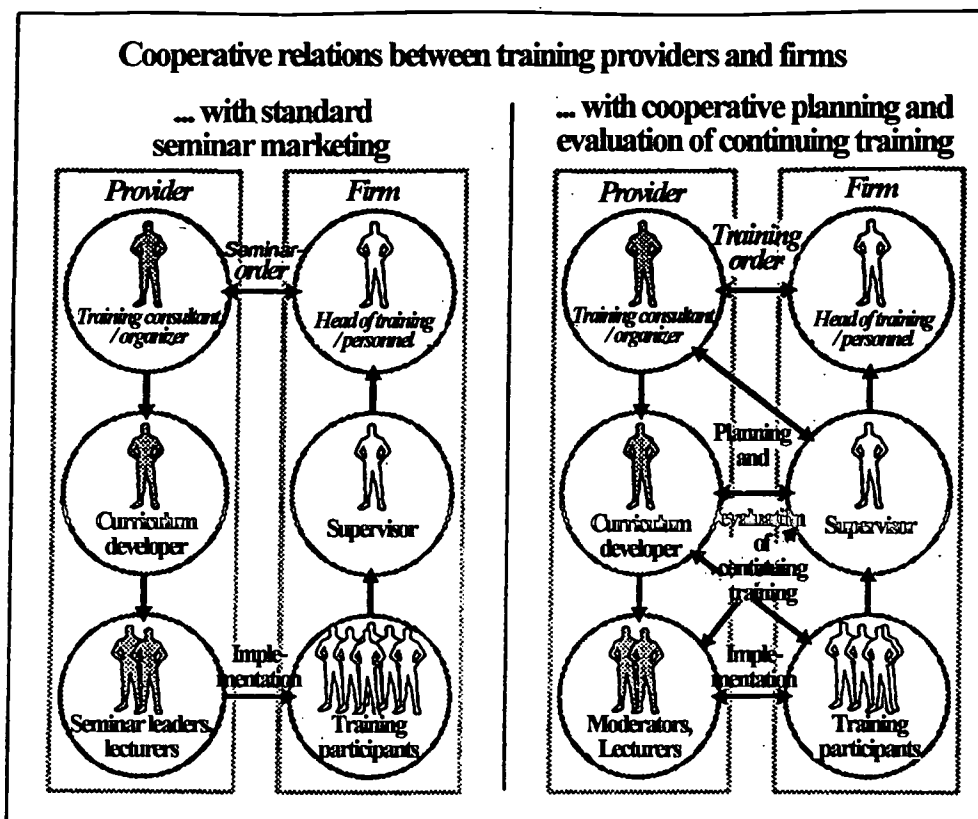 Cooperative relations between training providers and firms
... with standard
seminar marketing
Provider
Firm
Seminar-
order
Training consultant
/ organizer
Head of training
/ personnel
Curriculum
developer
Supervisor
Imple-
mentation
Seminar leaders,
lecturers
Training
participants
... with cooperative planning and
evaluation of continuing training
Provider
Firm
Training
order
Training consultant
/ organizer
Head of training
/ personnel
Planning
and
evaluation
of
continuing
training
Curriculum
developer
Supervisor
Imple-
mentation
Moderators,
Lecturers
Training
participants